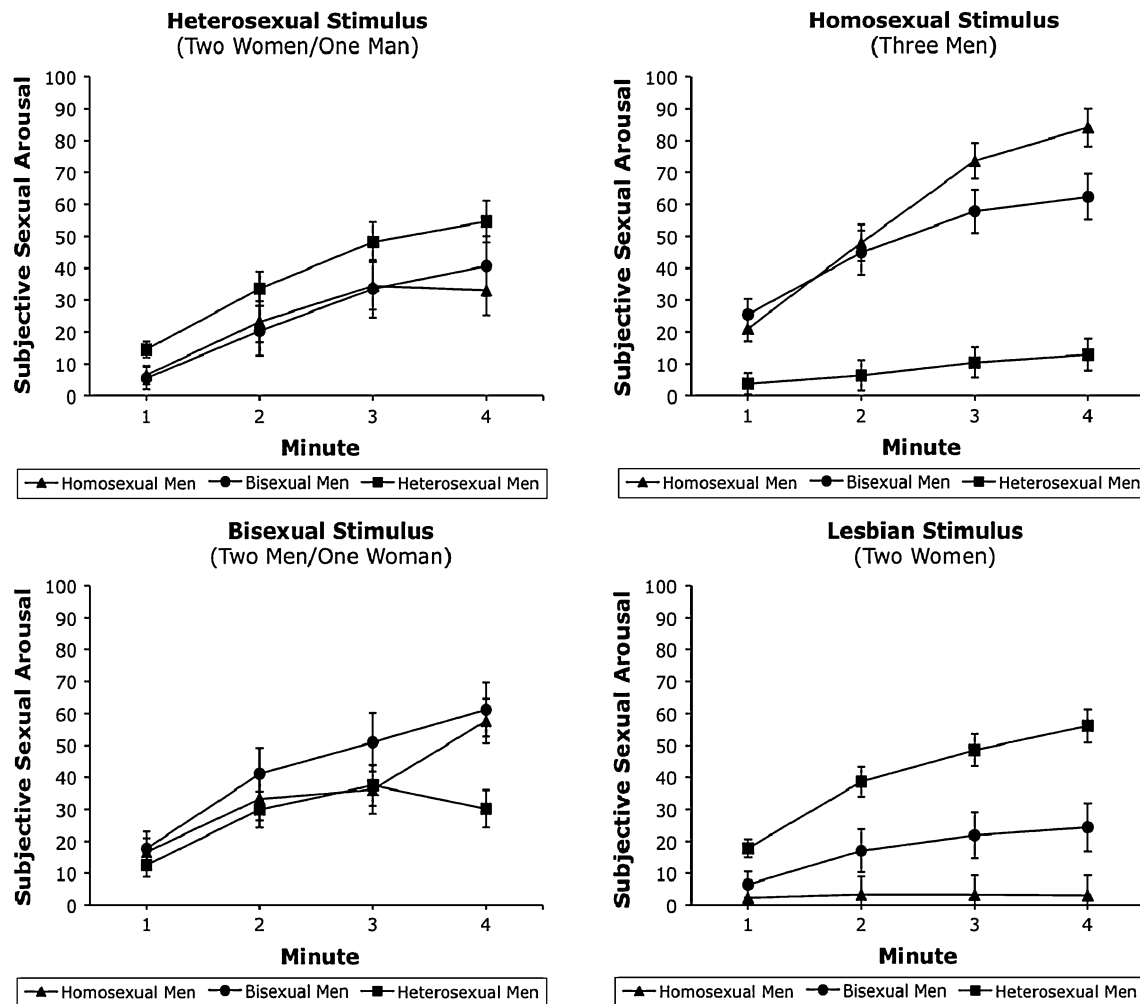 Heterosexual Stimulus
(Two Women/One Man)
Subjective Sexual Arousal
100
90
80
70
60
50
40
30
20
10
0
1 2 3 4
Minute
Homosexual Men Bisexual Men Heterosexual Men
Homosexual Stimulus
(Three Men)
Subjective Sexual Arousal
100
90
80
70
60
50
40
30
20
10
0
1 2 3 4
Minute
Homosexual Men Bisexual Men Heterosexual Men
Bisexual Stimulus
(Two Men/One Woman)
Subjective Sexual Arousal
100
90
80
70
60
50
40
30
20
10
0
1 2 3 4
Minute
Homosexual Men Bisexual Men Heterosexual Men
Lesbian Stimulus
(Two Women)
Subjective Sexual Arousal
100
90
80
70
60
50
40
30
20
10
0
1 2 3 4
Minute
Homosexual Men Bisexual Men Heterosexual Men